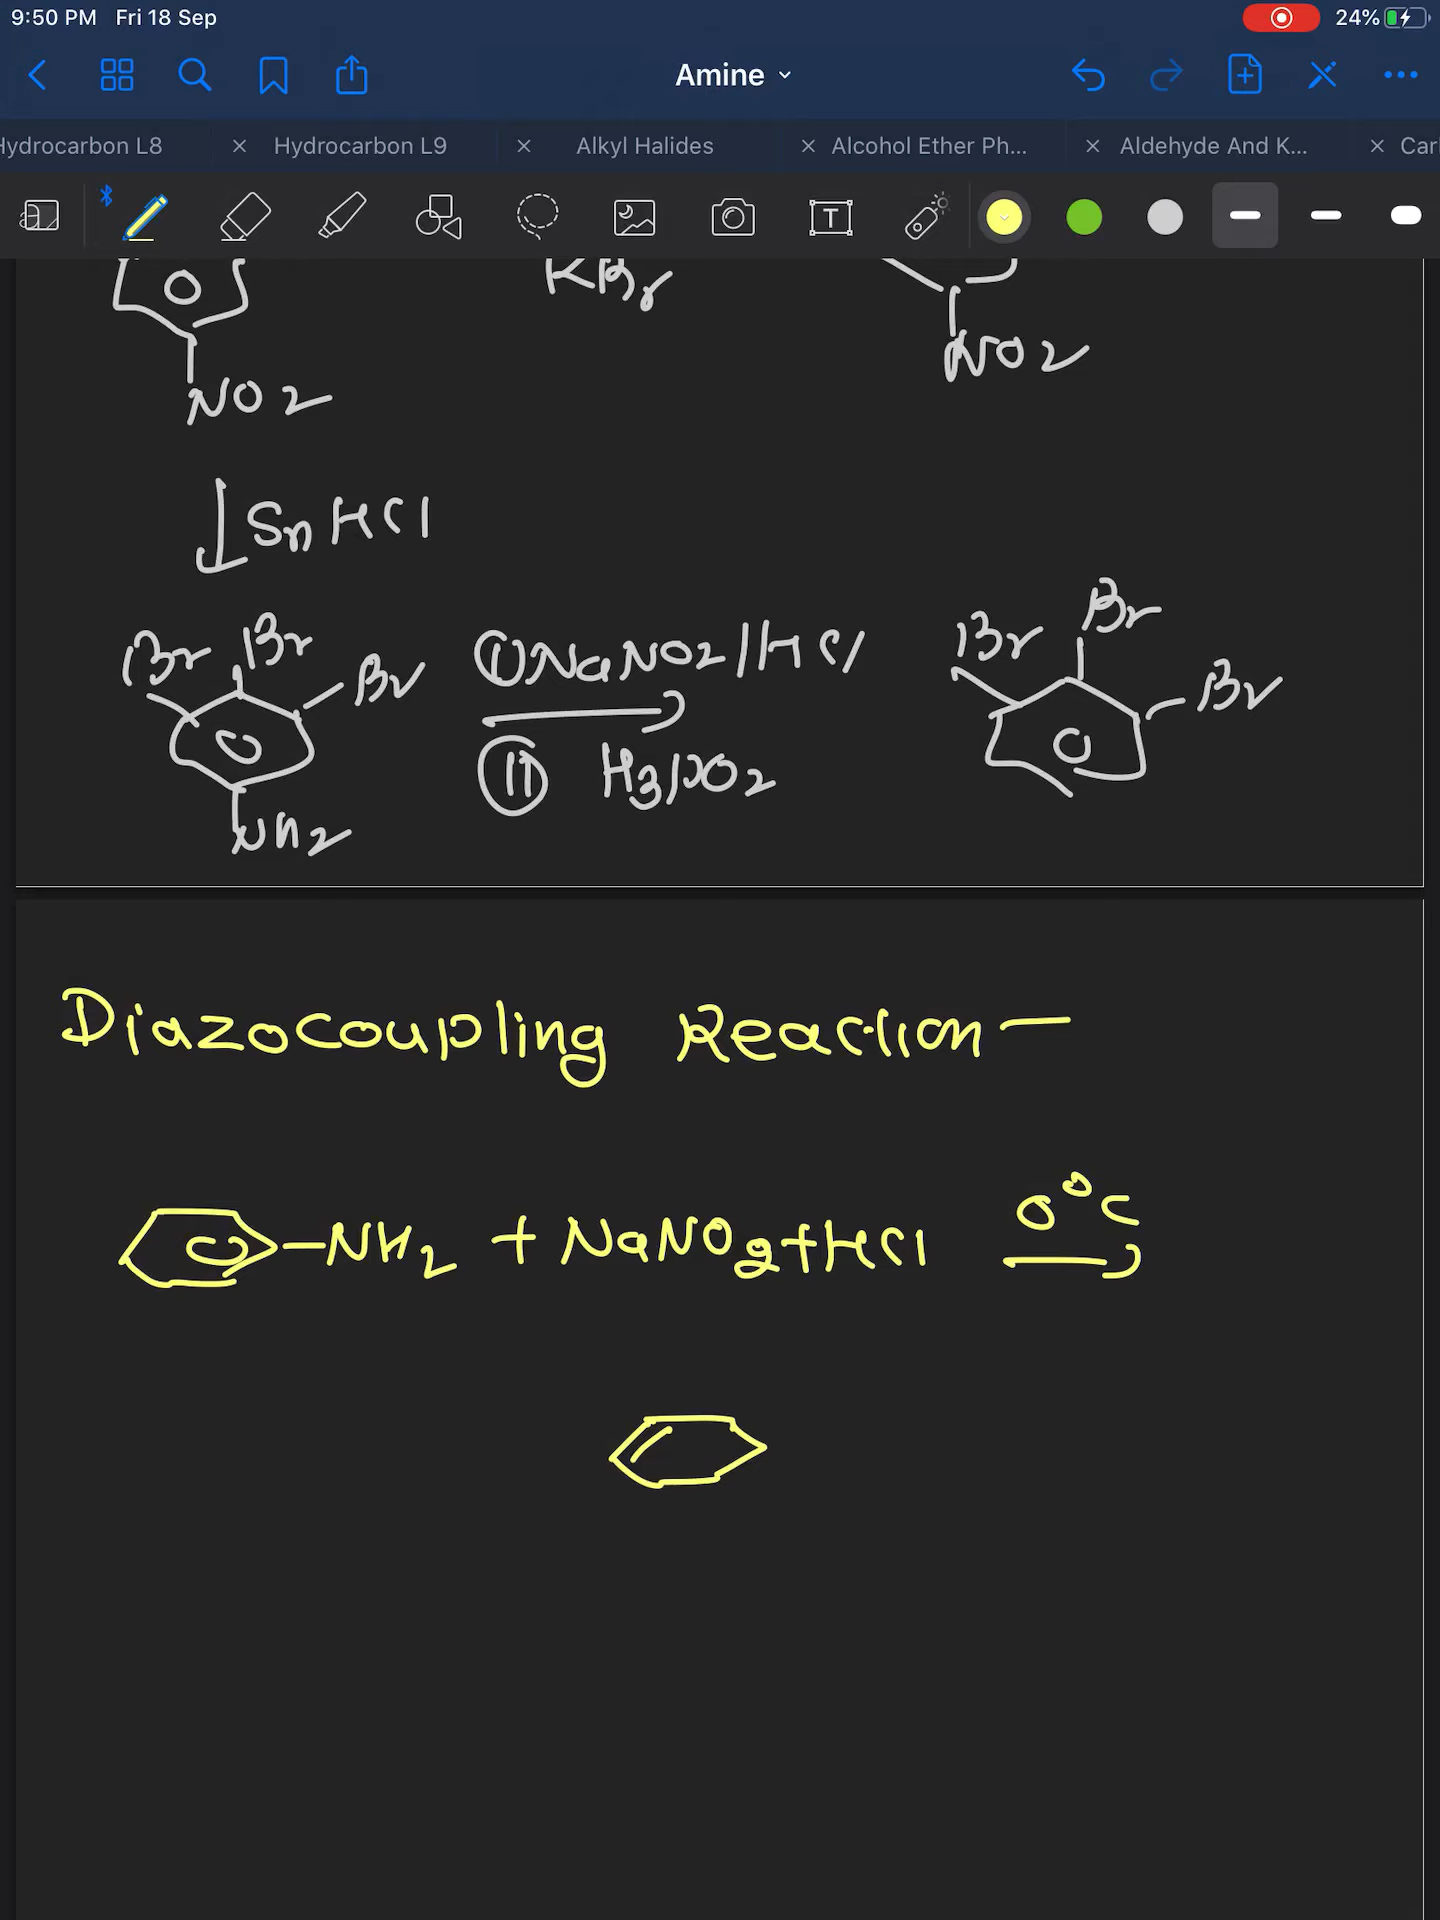 9:50 PM Fri 18 Sep
24%
Amine
Hydrocarbon L8
Hydrocarbon L9
Alkyl Halides
Alcohol Ether Ph...
Aldehyde And K...
Car
KBr
NO2
NO2
Sn HCl
Br Br Br
① NaNO2/HCl
Br Br Br
II H3PO2
NH2
Diazocoupling Reaction —
0°C
-NH2 + NaNO2 + HCl